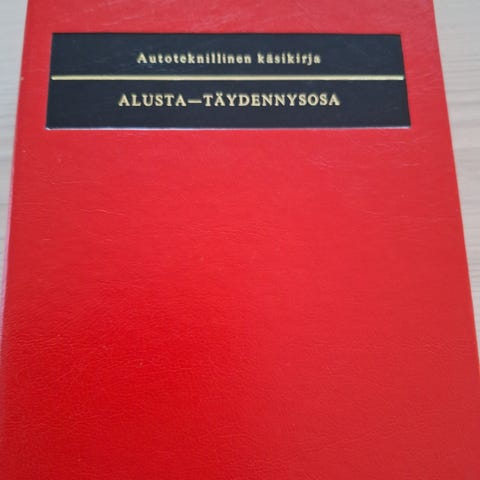 Autoteknillinen käsikirja
ALUSTA—TÄYDENNYSOSA